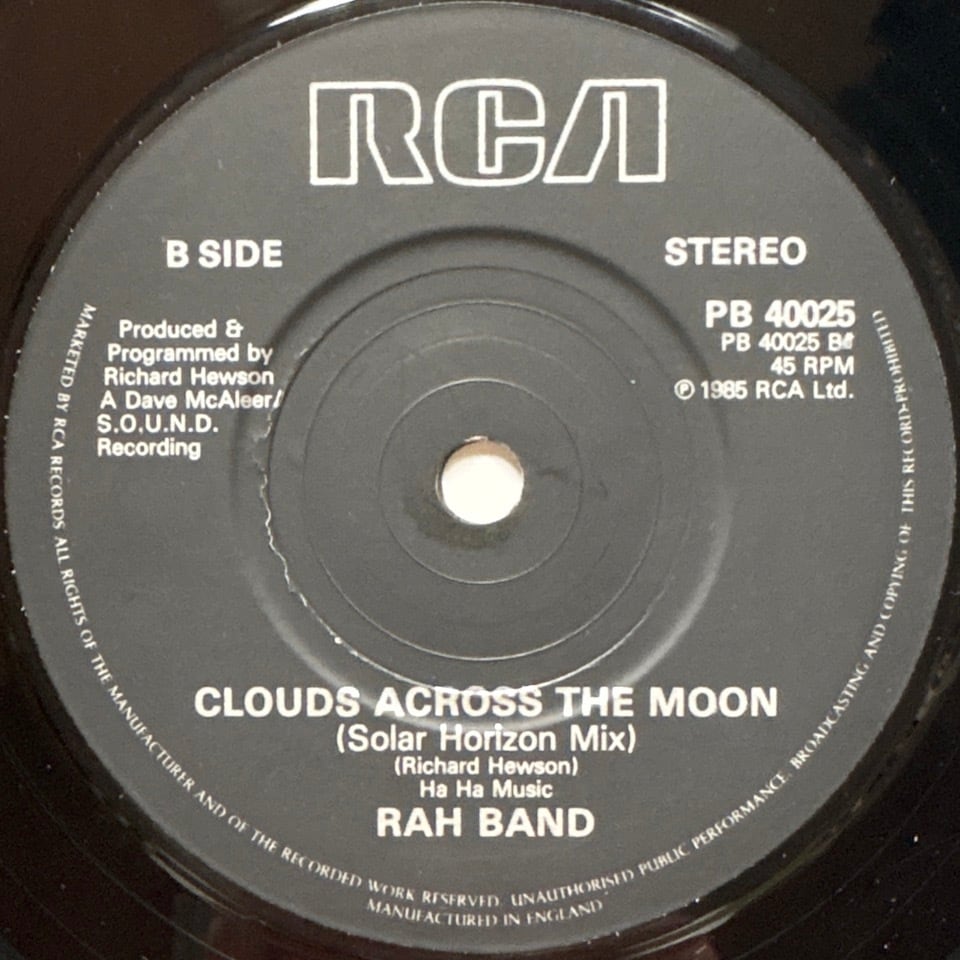 RCA
B SIDE
STEREO
Produced &
Programmed by
Richard Hewson
A Dave McAleer/
S.O.U.N.D.
Recording
PB 40025
PB 40025 B
45 RPM
℗ 1985 RCA Ltd.
CLOUDS ACROSS THE MOON
(Solar Horizon Mix)
(Richard Hewson)
Ha Ha Music
RAH BAND
MARKETED BY RCA RECORDS ALL RIGHTS OF THE MANUFACTURER AND OF THE RECORDED WORK RESERVED. UNAUTHORISED PUBLIC PERFORMANCE, BROADCASTING AND COPYING OF THIS RECORD PROHIBITED
MANUFACTURED IN ENGLAND